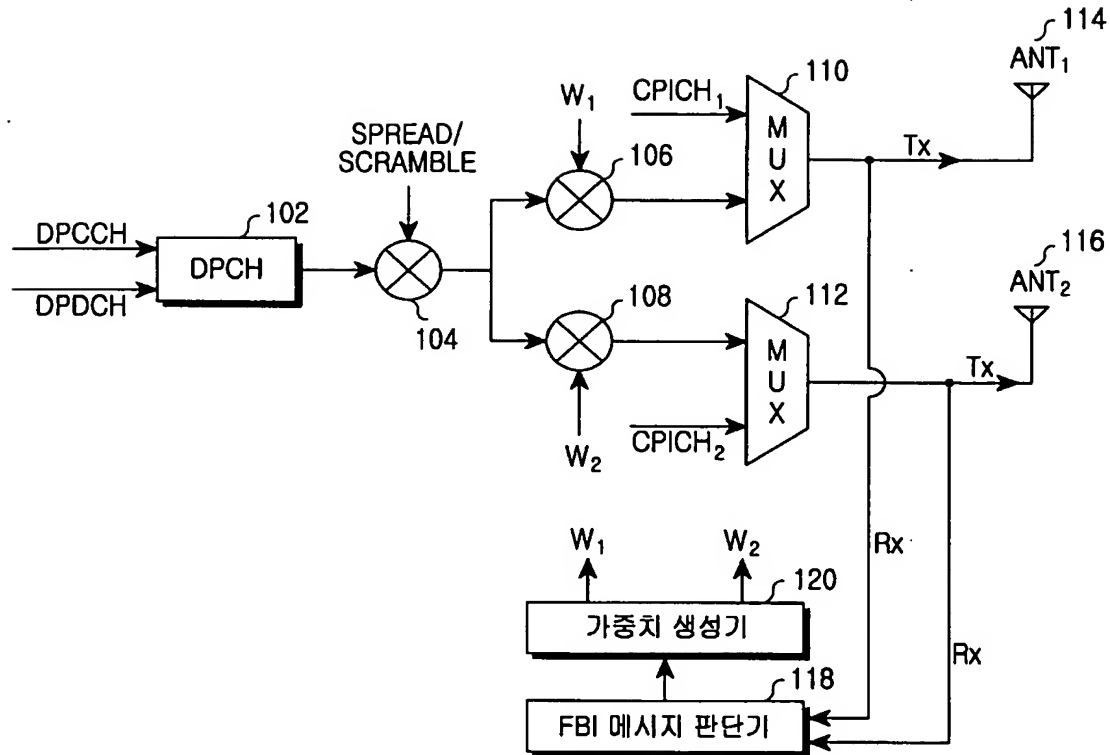 114
ANT₁
110
CPICH₁
W₁
MUX
Tx
SPREAD/
SCRAMBLE
106
102
DPCCH
DPCH
DPDCH
104
116
ANT₂
108
112
MUX
Tx
CPICH₂
W₂
Rx
W₁
W₂
120
가중치 생성기
Rx
118
FBI 메시지 판단기